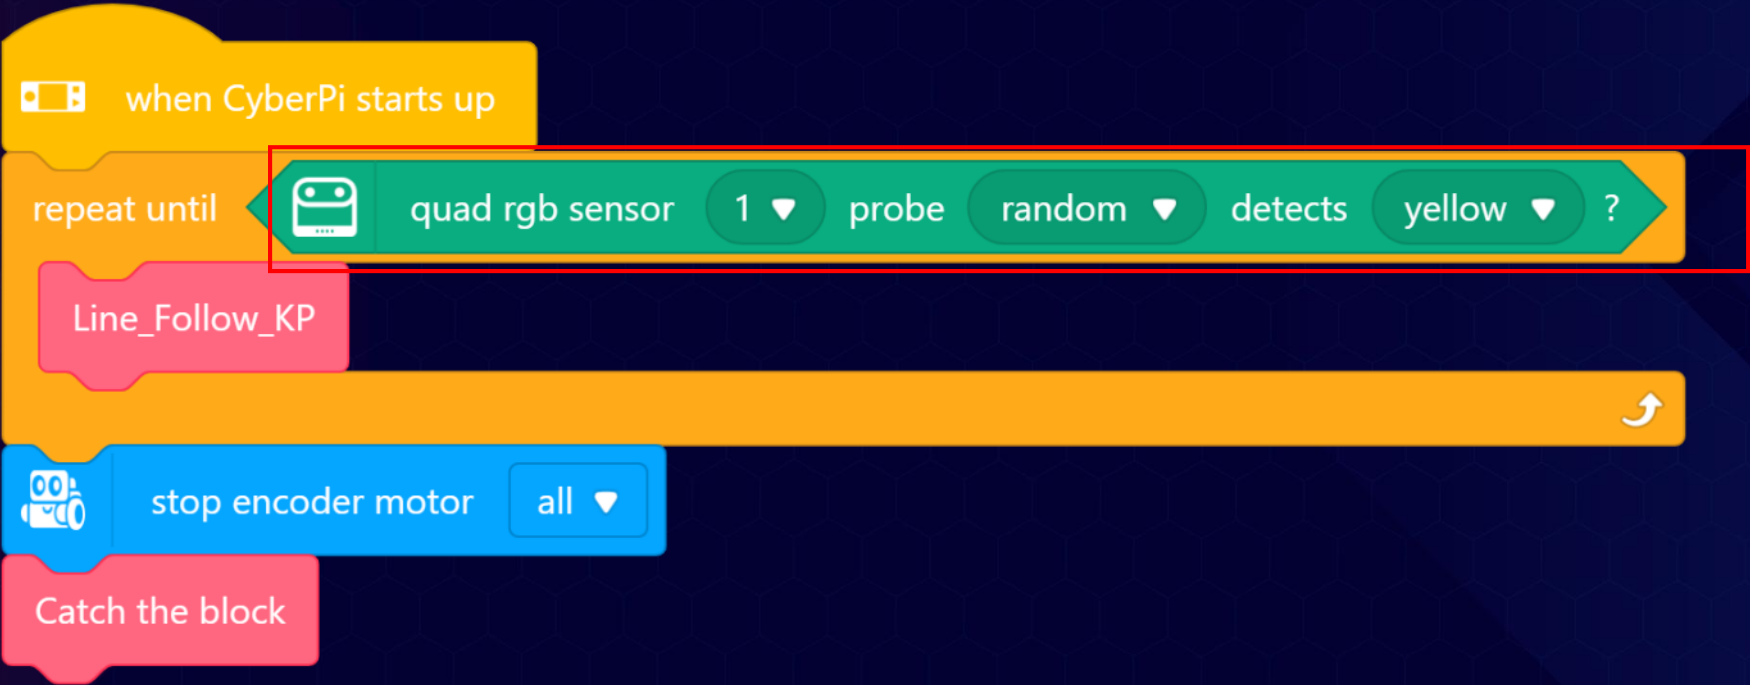 when CyberPi starts up
repeat until quad rgb sensor 1 probe random detects yellow ?
Line_Follow_KP
stop encoder motor all
Catch the block